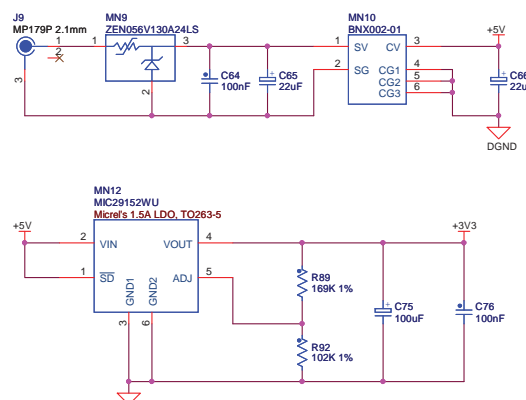 J9
MP179P 2.1mm
1
2
3
MN9
ZEN056V130A24LS
1
3
2
C64
100nF
C65
22uF
MN10
BNX002-01
1
SV
CV
3
2
SG
CG1
4
CG2
5
CG3
6
+5V
C66
22u
DGND
MN12
MIC29152WU
Micrel's 1.5A LDO, TO263-5
+5V
2
VIN
VOUT
4
1
SD
ADJ
5
GND1
GND2
3
6
R89
169K 1%
R92
102K 1%
C75
100uF
+3V3
C76
100nF